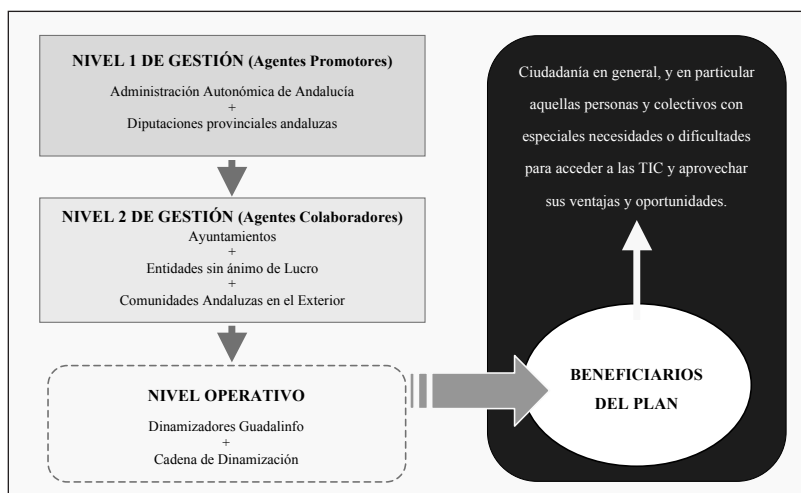 NIVEL 1 DE GESTIÓN (Agentes Promotores)
Administración Autonómica de Andalucía
+
Diputaciones provinciales andaluzas
NIVEL 2 DE GESTIÓN (Agentes Colaboradores)
Ayuntamientos
+
Entidades sin ánimo de Lucro
+
Comunidades Andaluzas en el Exterior
NIVEL OPERATIVO
Dinamizadores Guadalinfo
+
Cadena de Dinamización
Ciudadanía en general, y en particular
aquellas personas y colectivos con
especiales necesidades o dificultades
para acceder a las TIC y aprovechar
sus ventajas y oportunidades.
BENEFICIARIOS
DEL PLAN